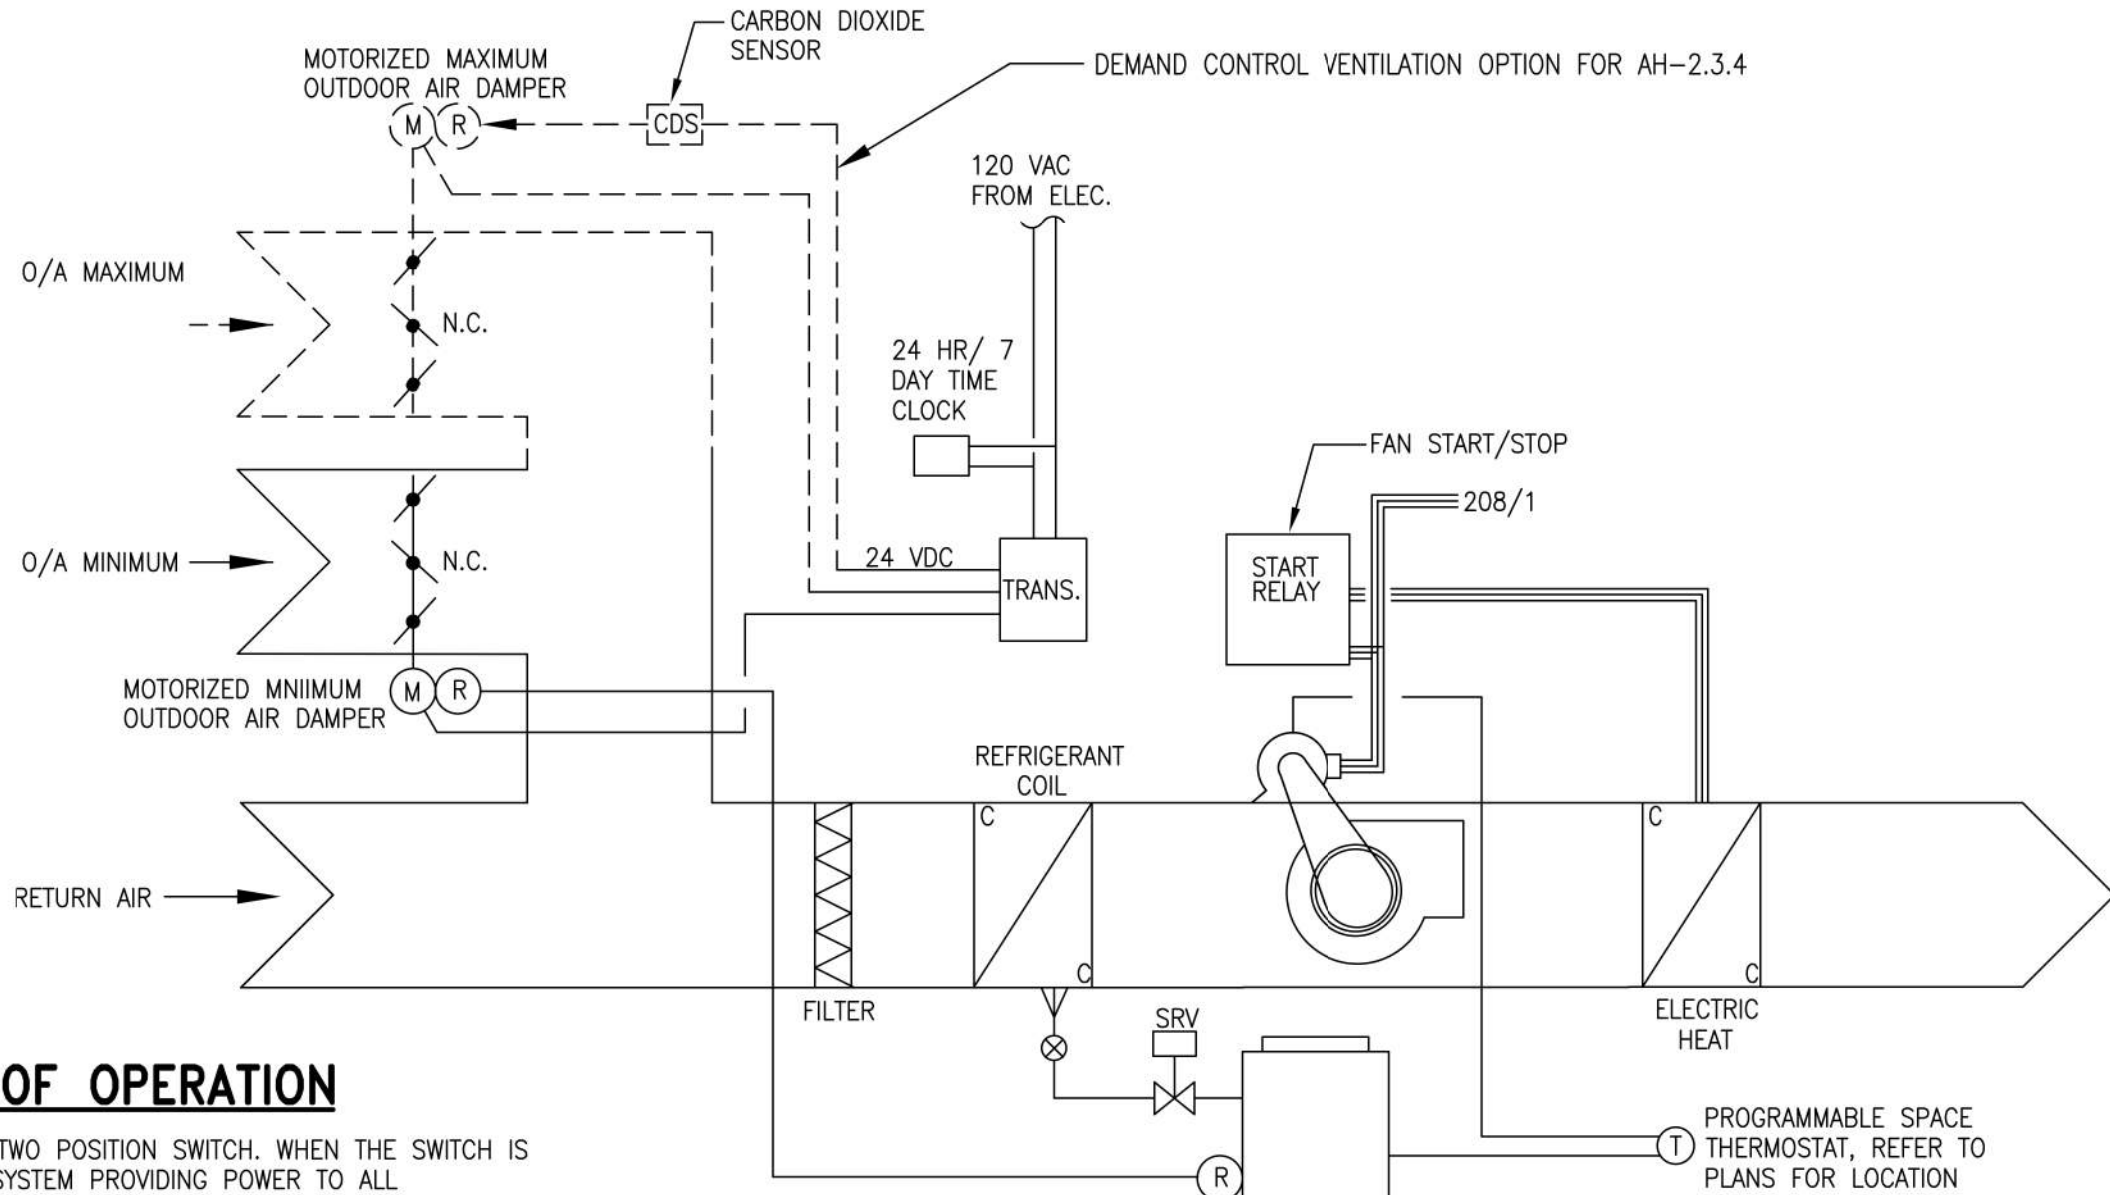 CARBON DIOXIDE
SENSOR
MOTORIZED MAXIMUM
OUTDOOR AIR DAMPER
DEMAND CONTROL VENTILATION OPTION FOR AH-2.3.4
M
R
CDS
120 VAC
FROM ELEC.
O/A MAXIMUM
N.C.
24 HR/ 7
DAY TIME
CLOCK
FAN START/STOP
208/1
O/A MINIMUM
N.C.
24 VDC
TRANS.
START
RELAY
MOTORIZED MNIIMUM
OUTDOOR AIR DAMPER
M
R
REFRIGERANT
COIL
C
C
C
C
RETURN AIR
FILTER
SRV
ELECTRIC
HEAT
OF OPERATION
TWO POSITION SWITCH. WHEN THE SWITCH IS
SYSTEM PROVIDING POWER TO ALL
R
T
PROGRAMMABLE SPACE
THERMOSTAT, REFER TO
PLANS FOR LOCATION